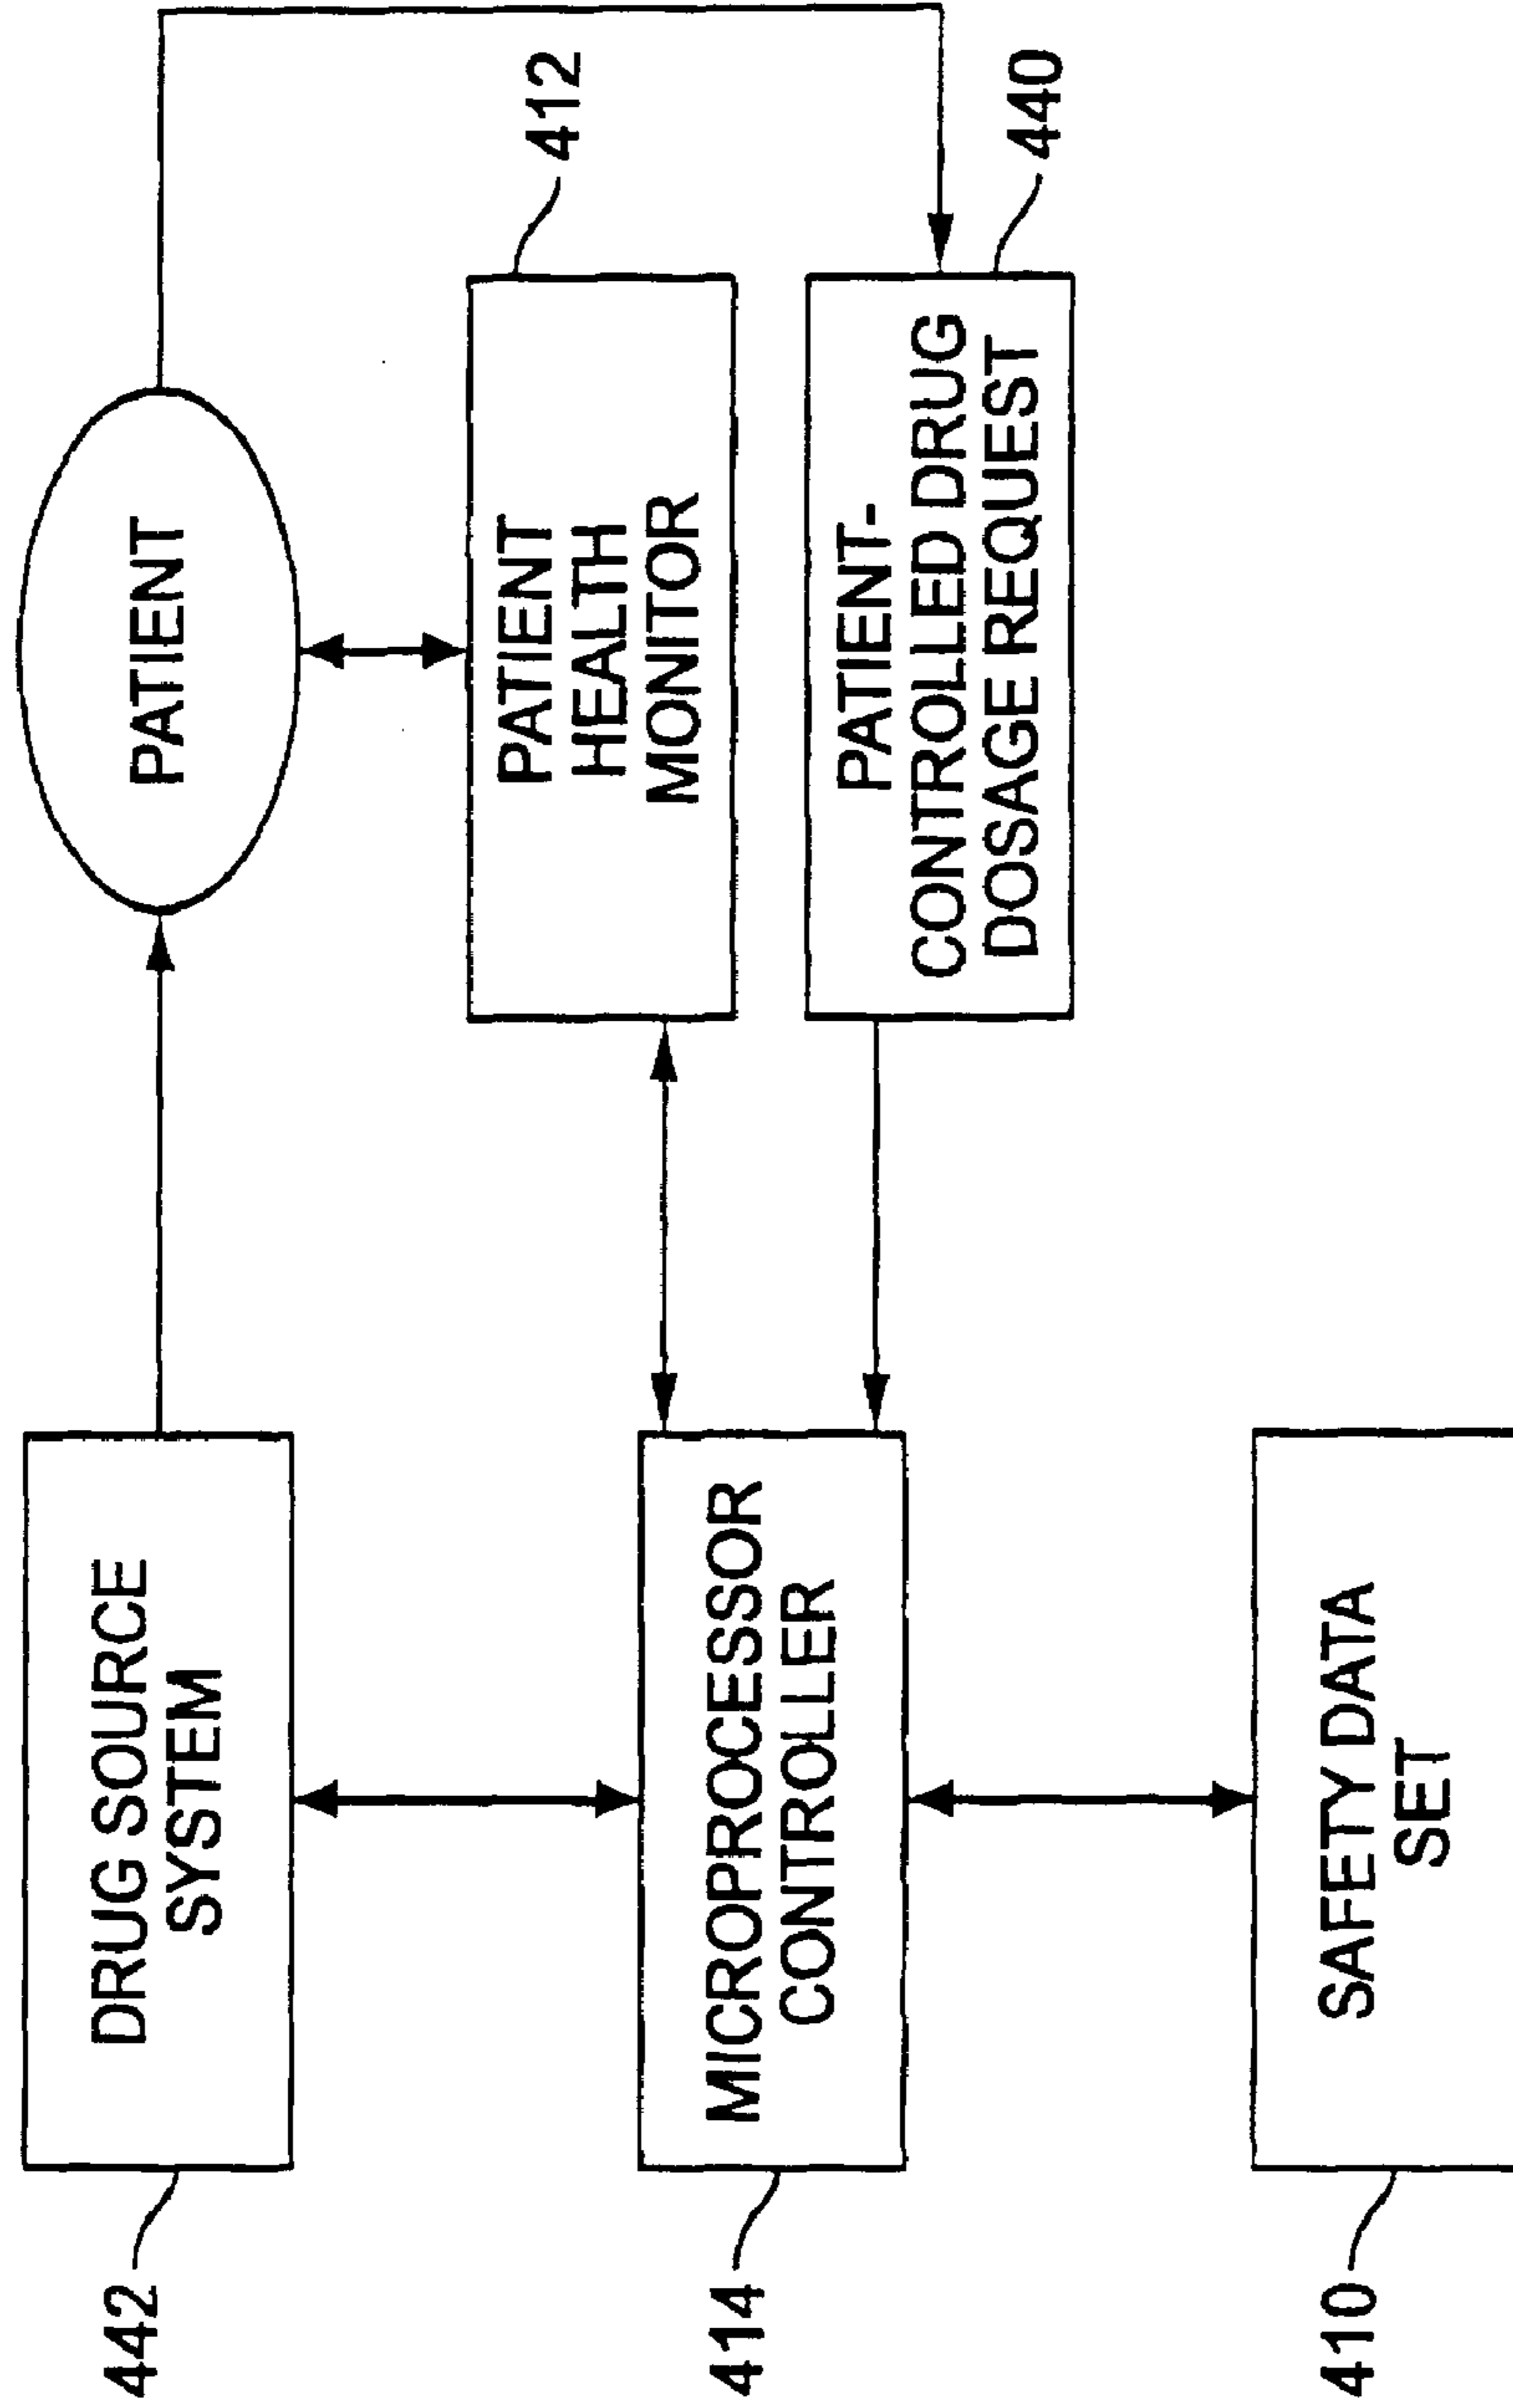 442
DRUG SOURCE
SYSTEM
PATIENT
414
MICROPROCESSOR
CONTROLLER
PATIENT
HEALTH
MONITOR
412
PATIENT-
CONTROLLED DRUG
DOSAGE REQUEST
440
410
SAFETY DATA
SET